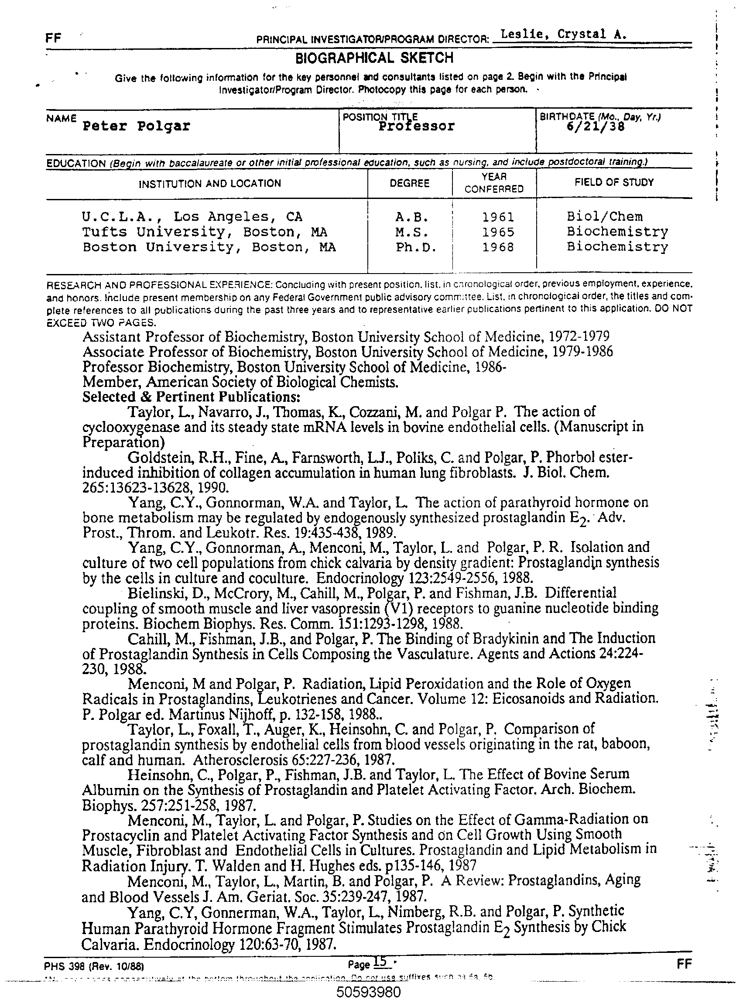 FF
PRINCIPAL INVESTIGATOR/PROGRAM DIRECTOR: Leslie, Crystal A.
BIOGRAPHICAL SKETCH
Give the following information for the key personnel and consultants listed on page 2. Begin with the Principal
Investigator/Program Director. Photocopy this page for each person.
NAME
Peter Polgar
POSITION TITLE
Professor
BIRTHDATE (Mo., Day, Yr.)
6/21/38
EDUCATION (Begin with baccalaureate or other initial professional education, such as nursing, and include postdoctoral training.)
INSTITUTION AND LOCATION DEGREE YEAR CONFERRED FIELD OF STUDY
U.C.L.A., Los Angeles, CA A.B. 1961 Biol/Chem
Tufts University, Boston, MA M.S. 1965 Biochemistry
Boston University, Boston, MA Ph.D. 1968 Biochemistry
RESEARCH AND PROFESSIONAL EXPERIENCE: Concluding with present position, list, in chronological order, previous employment, experience,
and honors. Include present membership on any Federal Government public advisory committee. List, in chronological order, the titles and com-
plete references to all publications during the past three years and to representative earlier publications pertinent to this application. DO NOT
EXCEED TWO PAGES.
Assistant Professor of Biochemistry, Boston University School of Medicine, 1972-1979
Associate Professor of Biochemistry, Boston University School of Medicine, 1979-1986
Professor Biochemistry, Boston University School of Medicine, 1986-
Member, American Society of Biological Chemists.
Selected & Pertinent Publications:
Taylor, L., Navarro, J., Thomas, K., Cozzani, M. and Polgar P. The action of
cyclooxygenase and its steady state mRNA levels in bovine endothelial cells. (Manuscript in
Preparation)
Goldstein, R.H., Fine, A., Farnsworth, L.J., Poliks, C. and Polgar, P. Phorbol ester-
induced inhibition of collagen accumulation in human lung fibroblasts. J. Biol. Chem.
265:13623-13628, 1990.
Yang, C.Y., Gonnorman, W.A. and Taylor, L. The action of parathyroid hormone on
bone metabolism may be regulated by endogenously synthesized prostaglandin E2. Adv.
Prost., Throm. and Leukotr. Res. 19:435-438, 1989.
Yang, C.Y., Gonnorman, A., Menconi, M., Taylor, L. and Polgar, P. R. Isolation and
culture of two cell populations from chick calvaria by density gradient: Prostaglandin synthesis
by the cells in culture and coculture. Endocrinology 123:2549-2556, 1988.
Bielinski, D., McCrory, M., Cahill, M., Polgar, P. and Fishman, J.B. Differential
coupling of smooth muscle and liver vasopressin (V1) receptors to guanine nucleotide binding
proteins. Biochem Biophys. Res. Comm. 151:1293-1298, 1988.
Cahill, M., Fishman, J.B., and Polgar, P. The Binding of Bradykinin and The Induction
of Prostaglandin Synthesis in Cells Composing the Vasculature. Agents and Actions 24:224-
230, 1988.
Menconi, M and Polgar, P. Radiation, Lipid Peroxidation and the Role of Oxygen
Radicals in Prostaglandins, Leukotrienes and Cancer. Volume 12: Eicosanoids and Radiation.
P. Polgar ed. Martinus Nijhoff, p. 132-158, 1988..
Taylor, L., Foxall, T., Auger, K., Heinsohn, C. and Polgar, P. Comparison of
prostaglandin synthesis by endothelial cells from blood vessels originating in the rat, baboon,
calf and human. Atherosclerosis 65:227-236, 1987.
Heinsohn, C., Polgar, P., Fishman, J.B. and Taylor, L. The Effect of Bovine Serum
Albumin on the Synthesis of Prostaglandin and Platelet Activating Factor. Arch. Biochem.
Biophys. 257:251-258, 1987.
Menconi, M., Taylor, L. and Polgar, P. Studies on the Effect of Gamma-Radiation on
Prostacyclin and Platelet Activating Factor Synthesis and on Cell Growth Using Smooth
Muscle, Fibroblast and Endothelial Cells in Cultures. Prostaglandin and Lipid Metabolism in
Radiation Injury. T. Walden and H. Hughes eds. p135-146, 1987
Menconi, M., Taylor, L., Martin, B. and Polgar, P. A Review: Prostaglandins, Aging
and Blood Vessels J. Am. Geriat. Soc. 35:239-247, 1987.
Yang, C.Y, Gonnerman, W.A., Taylor, L., Nimberg, R.B. and Polgar, P. Synthetic
Human Parathyroid Hormone Fragment Stimulates Prostaglandin E2 Synthesis by Chick
Calvaria. Endocrinology 120:63-70, 1987.
PHS 398 (Rev. 10/88) Page 15 FF
at the bottom throughout the application. Do not use suffixes such as 5a, 5b.
50593980